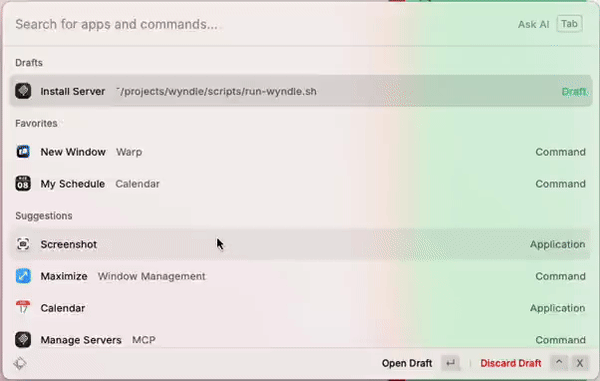 Search for apps and commands...
Ask AI Tab
Drafts
Install Server ~/projects/wyndle/scripts/run-wyndle.sh Draft
Favorites
New Window Warp Command
My Schedule Calendar Command
Suggestions
Screenshot Application
Maximize Window Management Command
17 Calendar Application
Manage Servers MCP Command
Open Draft ↵ Discard Draft ^ X